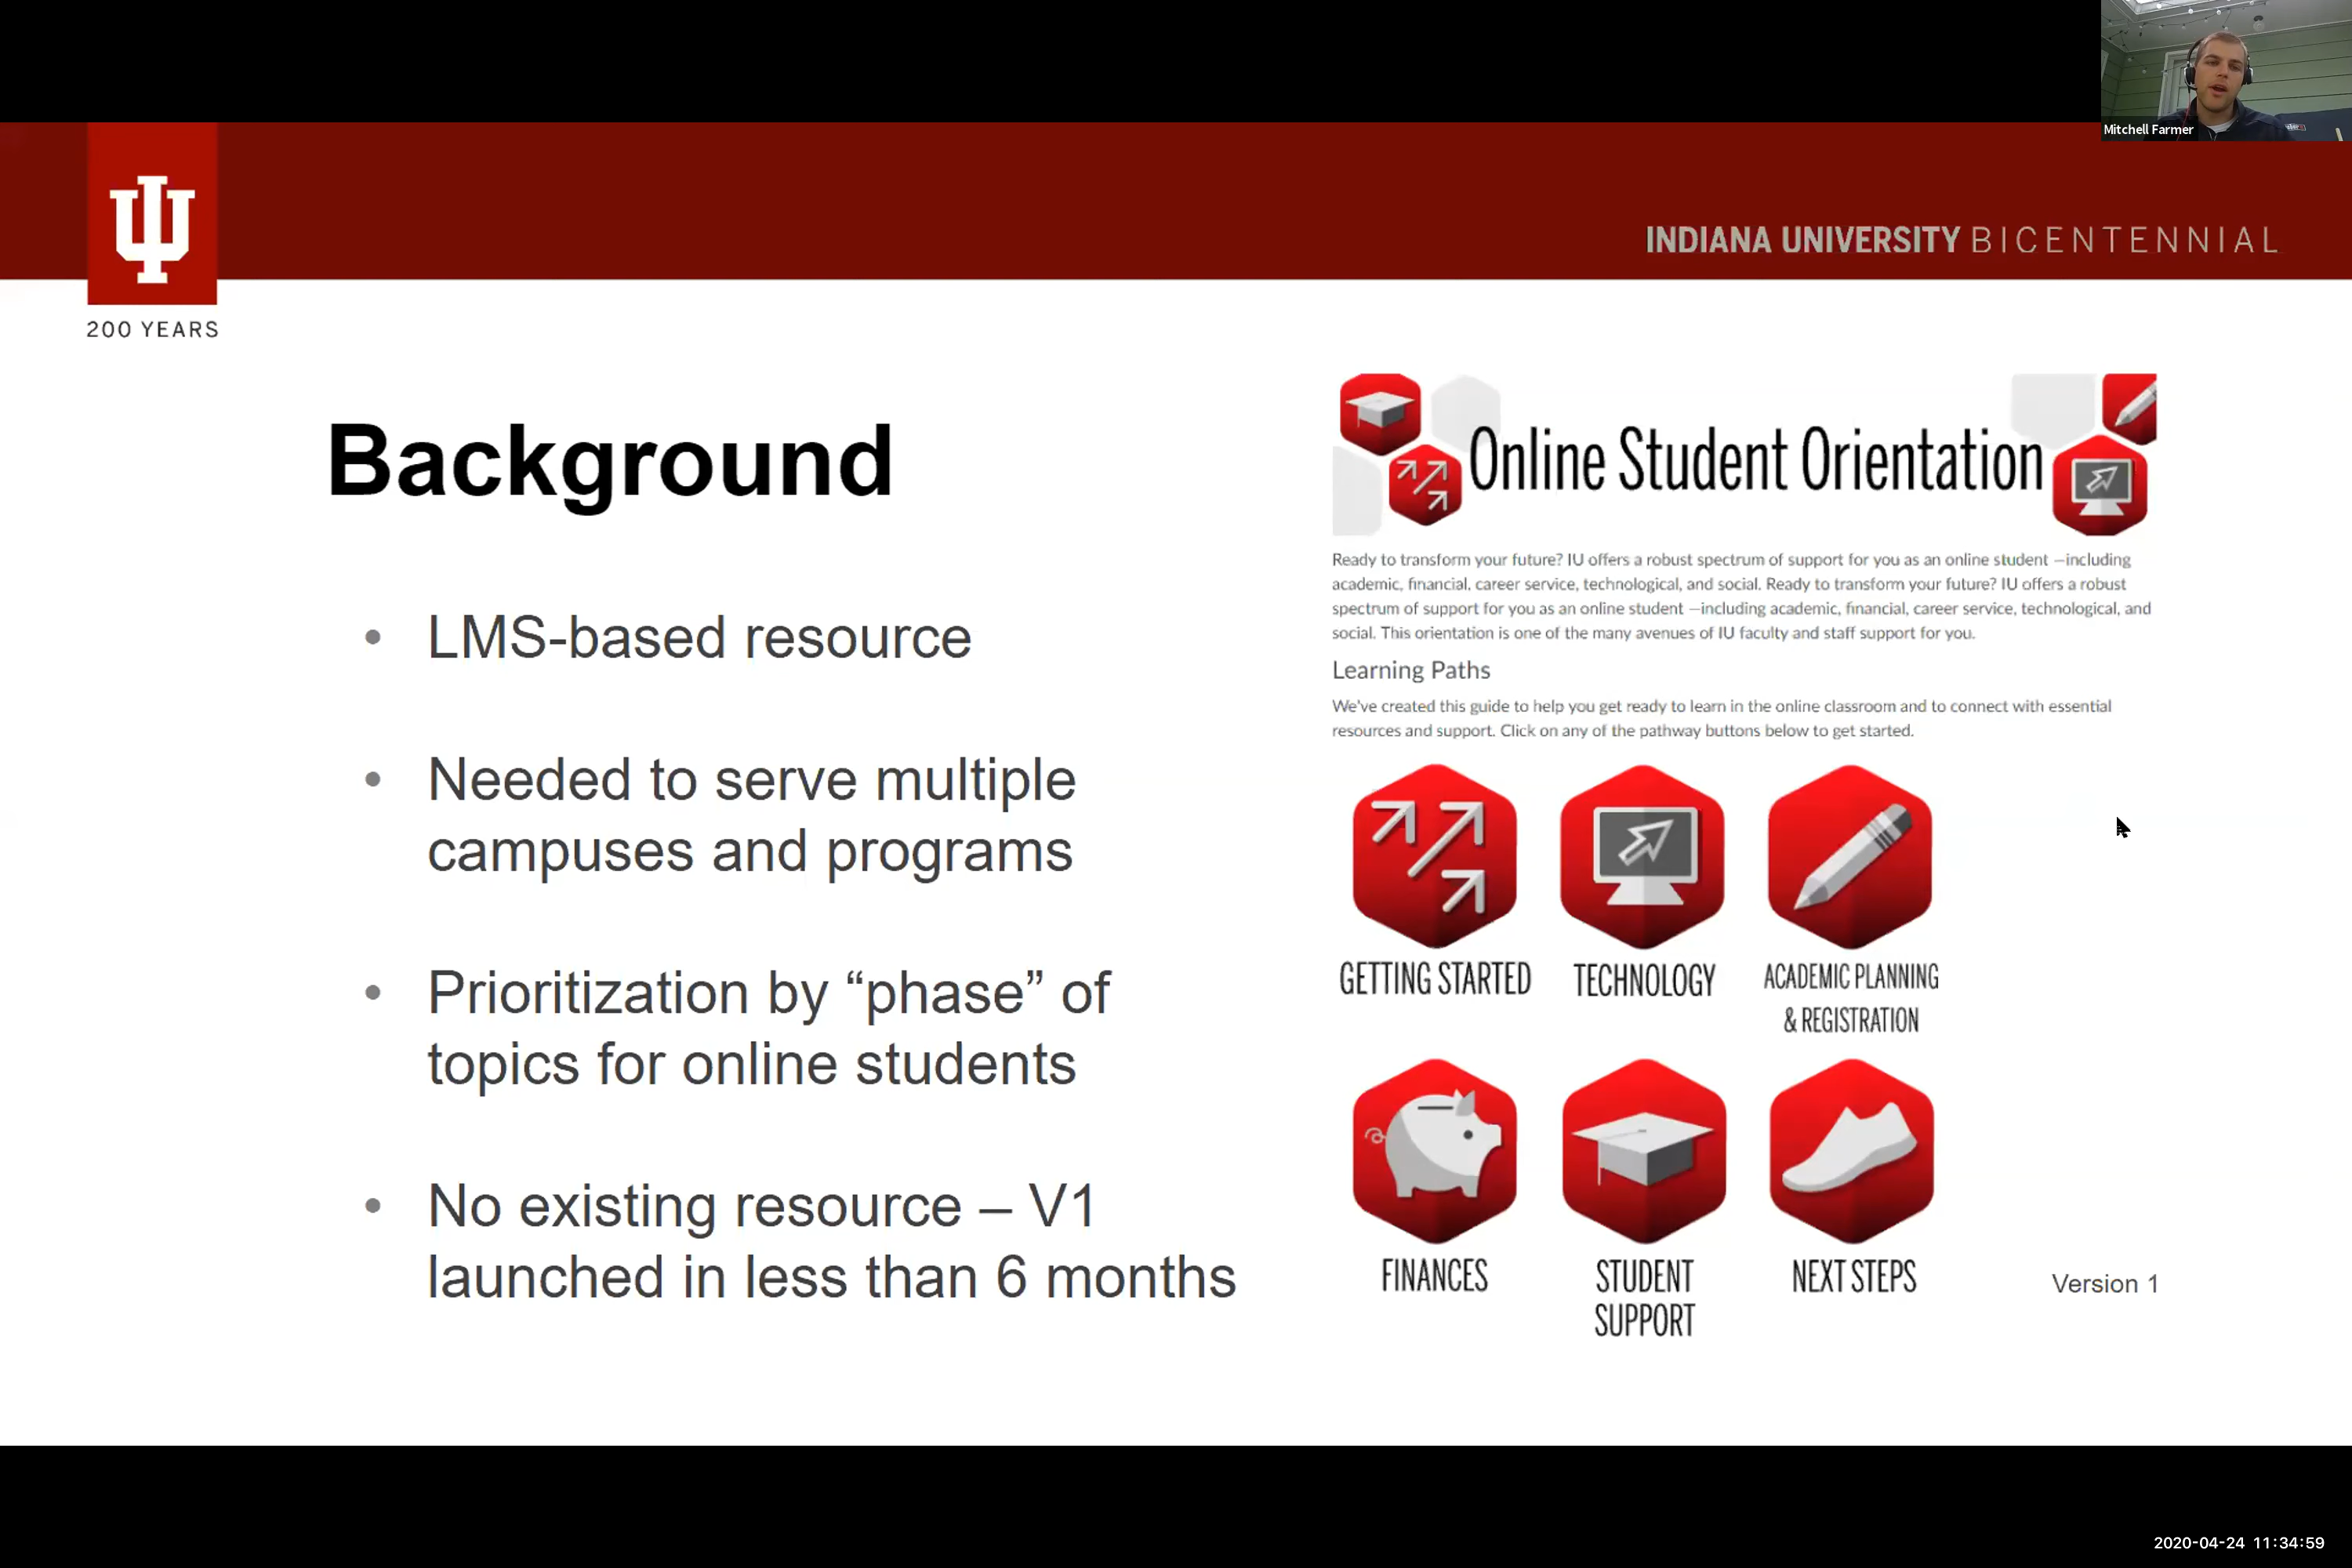 Mitchell Farmer
INDIANA UNIVERSITY BICENTENNIAL
200 YEARS
Background
• LMS-based resource
• Needed to serve multiple
campuses and programs
• Prioritization by “phase” of
topics for online students
• No existing resource – V1
launched in less than 6 months
Online Student Orientation
Ready to transform your future? IU offers a robust spectrum of support for you as an online student —including
academic, financial, career service, technological, and social. Ready to transform your future? IU offers a robust
spectrum of support for you as an online student —including academic, financial, career service, technological, and
social. This orientation is one of the many avenues of IU faculty and staff support for you.
Learning Paths
We've created this guide to help you get ready to learn in the online classroom and to connect with essential
resources and support. Click on any of the pathway buttons below to get started.
GETTING STARTED
TECHNOLOGY
ACADEMIC PLANNING
& REGISTRATION
FINANCES
STUDENT
SUPPORT
NEXT STEPS
Version 1
2020-04-24 11:34:59